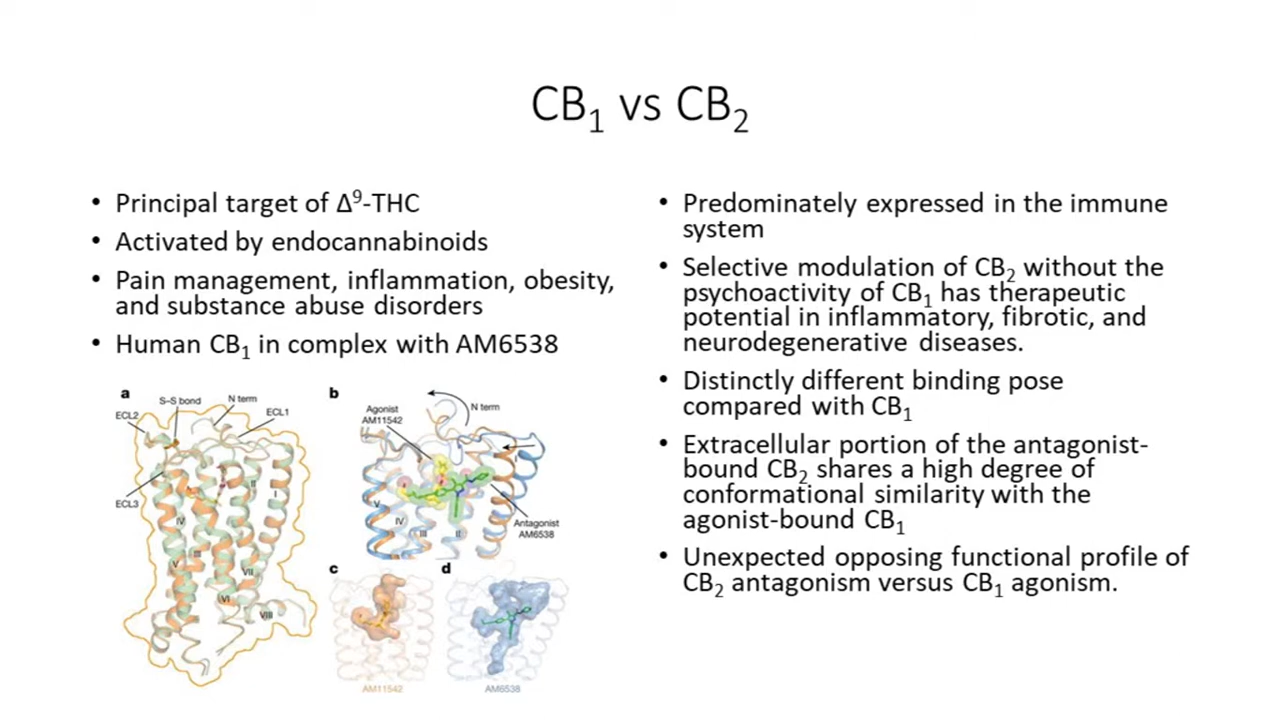 CB₁ vs CB₂
• Principal target of Δ⁹-THC
• Activated by endocannabinoids
• Pain management, inflammation, obesity,
and substance abuse disorders
• Human CB₁ in complex with AM6538
a
S–S bond
N term
ECL2
ECL1
ECL3
I
II
III
IV
V
VI
VII
VIII
b
Agonist
AM11542
N term
I
V
IV
III
II
Antagonist
AM6538
c
AM11542
d
AM6538
• Predominately expressed in the immune
system
• Selective modulation of CB₂ without the
psychoactivity of CB₁ has therapeutic
potential in inflammatory, fibrotic, and
neurodegenerative diseases.
• Distinctly different binding pose
compared with CB₁
• Extracellular portion of the antagonist-
bound CB₂ shares a high degree of
conformational similarity with the
agonist-bound CB₁
• Unexpected opposing functional profile of
CB₂ antagonism versus CB₁ agonism.